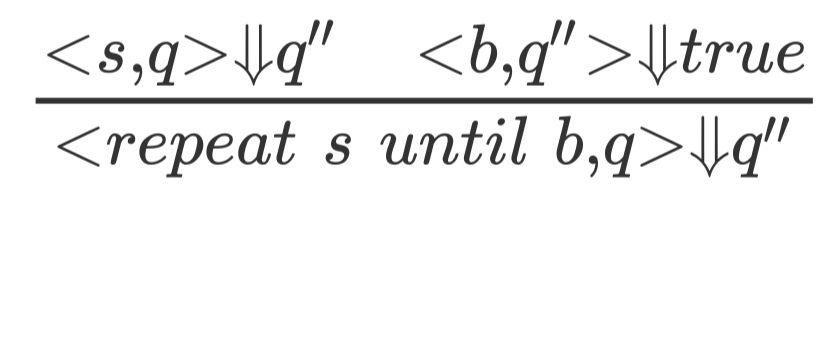 <s,q>⇓q″ <b,q″>⇓true
<repeat s until b,q>⇓q″